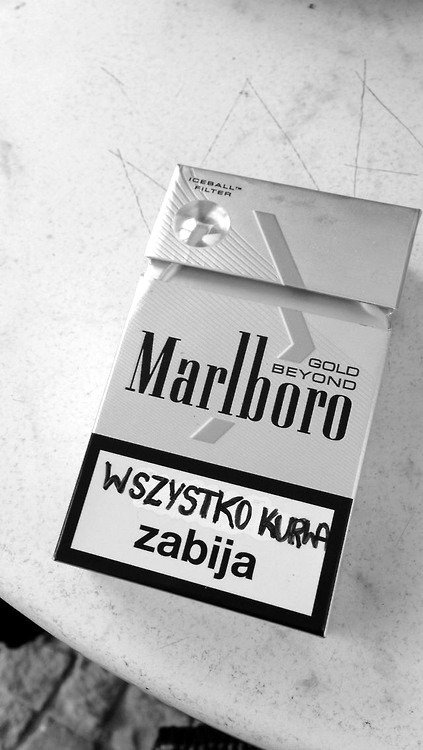 ICEBALL™
FILTER
Marlboro
GOLD
BEYOND
WSZYSTKO KURWA
zabija